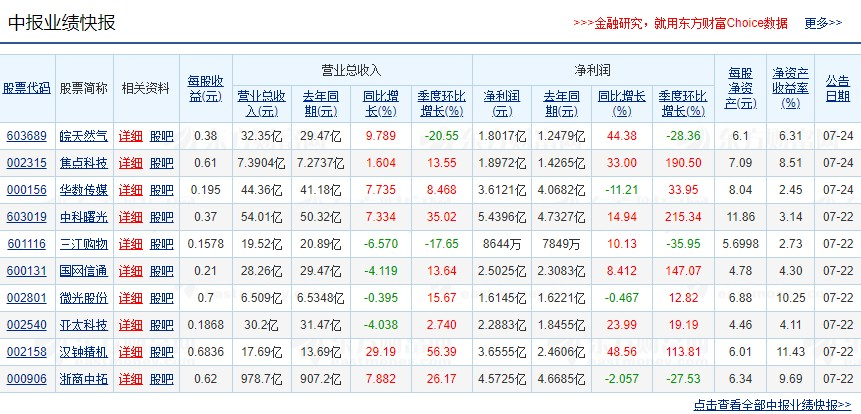 中报业绩快报 >>>金融研究，就用东方财富Choice数据 更多>>
股票代码 股票简称 相关资料 每股收益(元) 营业总收入 净利润 每股净资产(元) 净资产收益率(%) 公告日期
营业总收入(元) 去年同期(元) 同比增长(%) 季度环比增长(%) 净利润(元) 去年同期(元) 同比增长(%) 季度环比增长(%)
603689 皖天然气 详细 股吧 0.38 32.35亿 29.47亿 9.789 -20.55 1.8017亿 1.2479亿 44.38 -28.36 6.1 6.31 07-24
002315 焦点科技 详细 股吧 0.61 7.3904亿 7.2737亿 1.604 13.55 1.8972亿 1.4265亿 33.00 190.50 7.09 8.51 07-24
000156 华数传媒 详细 股吧 0.195 44.36亿 41.18亿 7.735 8.468 3.6121亿 4.0682亿 -11.21 33.95 8.04 2.45 07-24
603019 中科曙光 详细 股吧 0.37 54.01亿 50.32亿 7.334 35.02 5.4396亿 4.7327亿 14.94 215.34 11.86 3.14 07-22
601116 三江购物 详细 股吧 0.1578 19.52亿 20.89亿 -6.570 -17.65 8644万 7849万 10.13 -35.95 5.6998 2.73 07-22
600131 国网信通 详细 股吧 0.21 28.26亿 29.47亿 -4.119 13.64 2.5025亿 2.3083亿 8.412 147.07 4.78 4.30 07-22
002801 微光股份 详细 股吧 0.7 6.509亿 6.5348亿 -0.395 15.67 1.6145亿 1.6221亿 -0.467 12.82 6.88 10.25 07-22
002540 亚太科技 详细 股吧 0.1868 30.2亿 31.47亿 -4.038 2.740 2.2883亿 1.8455亿 23.99 19.19 4.46 4.11 07-22
002158 汉钟精机 详细 股吧 0.6836 17.69亿 13.69亿 29.19 56.39 3.6555亿 2.4606亿 48.56 113.81 6.01 11.43 07-22
000906 浙商中拓 详细 股吧 0.62 978.7亿 907.2亿 7.882 26.17 4.5725亿 4.6685亿 -2.057 -27.53 6.34 9.69 07-22
点击查看全部中报业绩快报>>